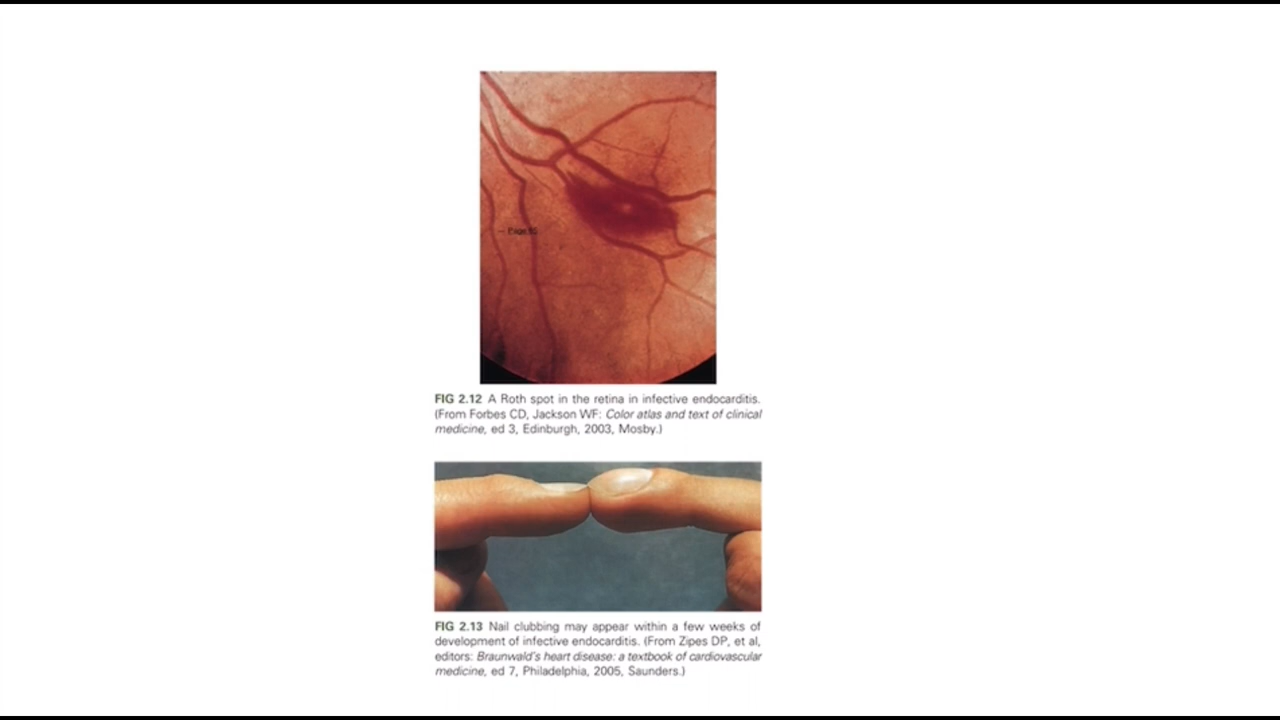 FIG 2.12 A Roth spot in the retina in infective endocarditis.
(From Forbes CD, Jackson WF: Color atlas and text of clinical
medicine, ed 3, Edinburgh, 2003, Mosby.)
FIG 2.13 Nail clubbing may appear within a few weeks of
development of infective endocarditis. (From Zipes DP, et al,
editors: Braunwald's heart disease: a textbook of cardiovascular
medicine, ed 7, Philadelphia, 2005, Saunders.)